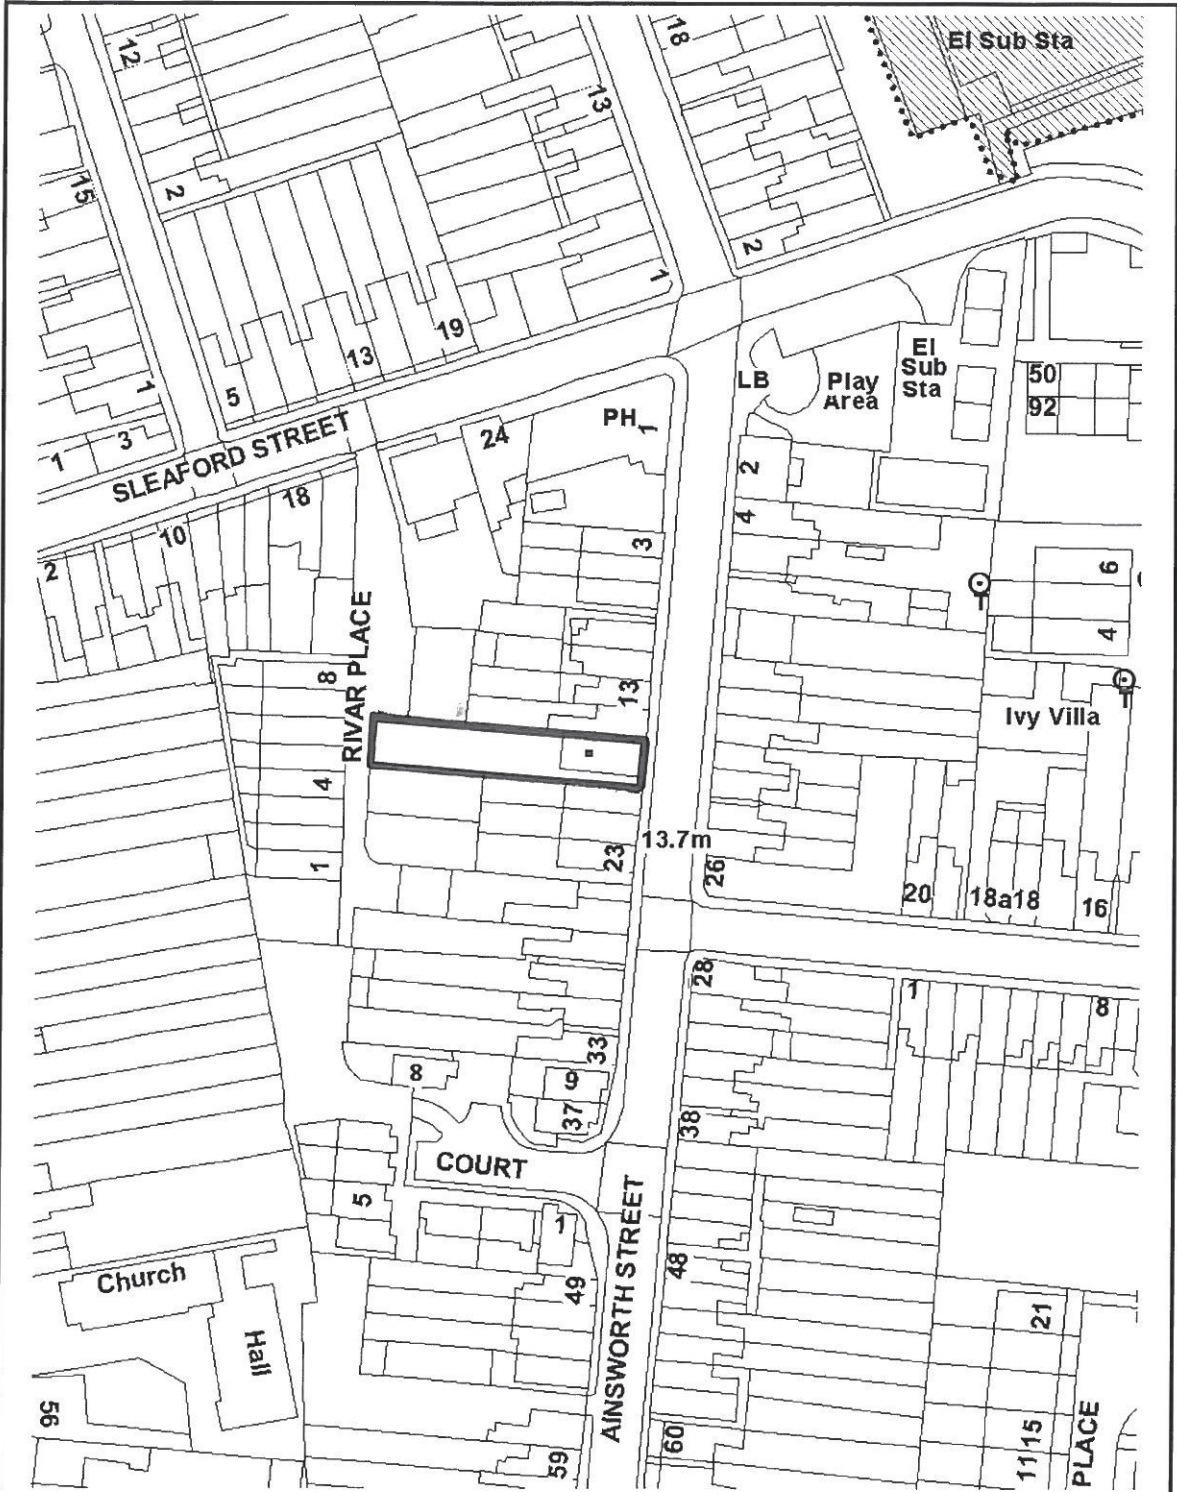 12
18
El Sub Sta
13
15
2
2
1
19
13
5
1
3
1
SLEAFORD STREET
LB
Play
Area
El
Sub
Sta
50
92
PH
1
24
2
4
18
10
2
3
6
4
T
RIVAR PLACE
8
13
T
Ivy Villa
4
1
23
13.7m
26
20
18a18
16
28
1
8
33
8
9
37
38
COURT
5
1
AINSWORTH STREET
48
49
Church
Hall
21
56
59
60
11
15
PLACE